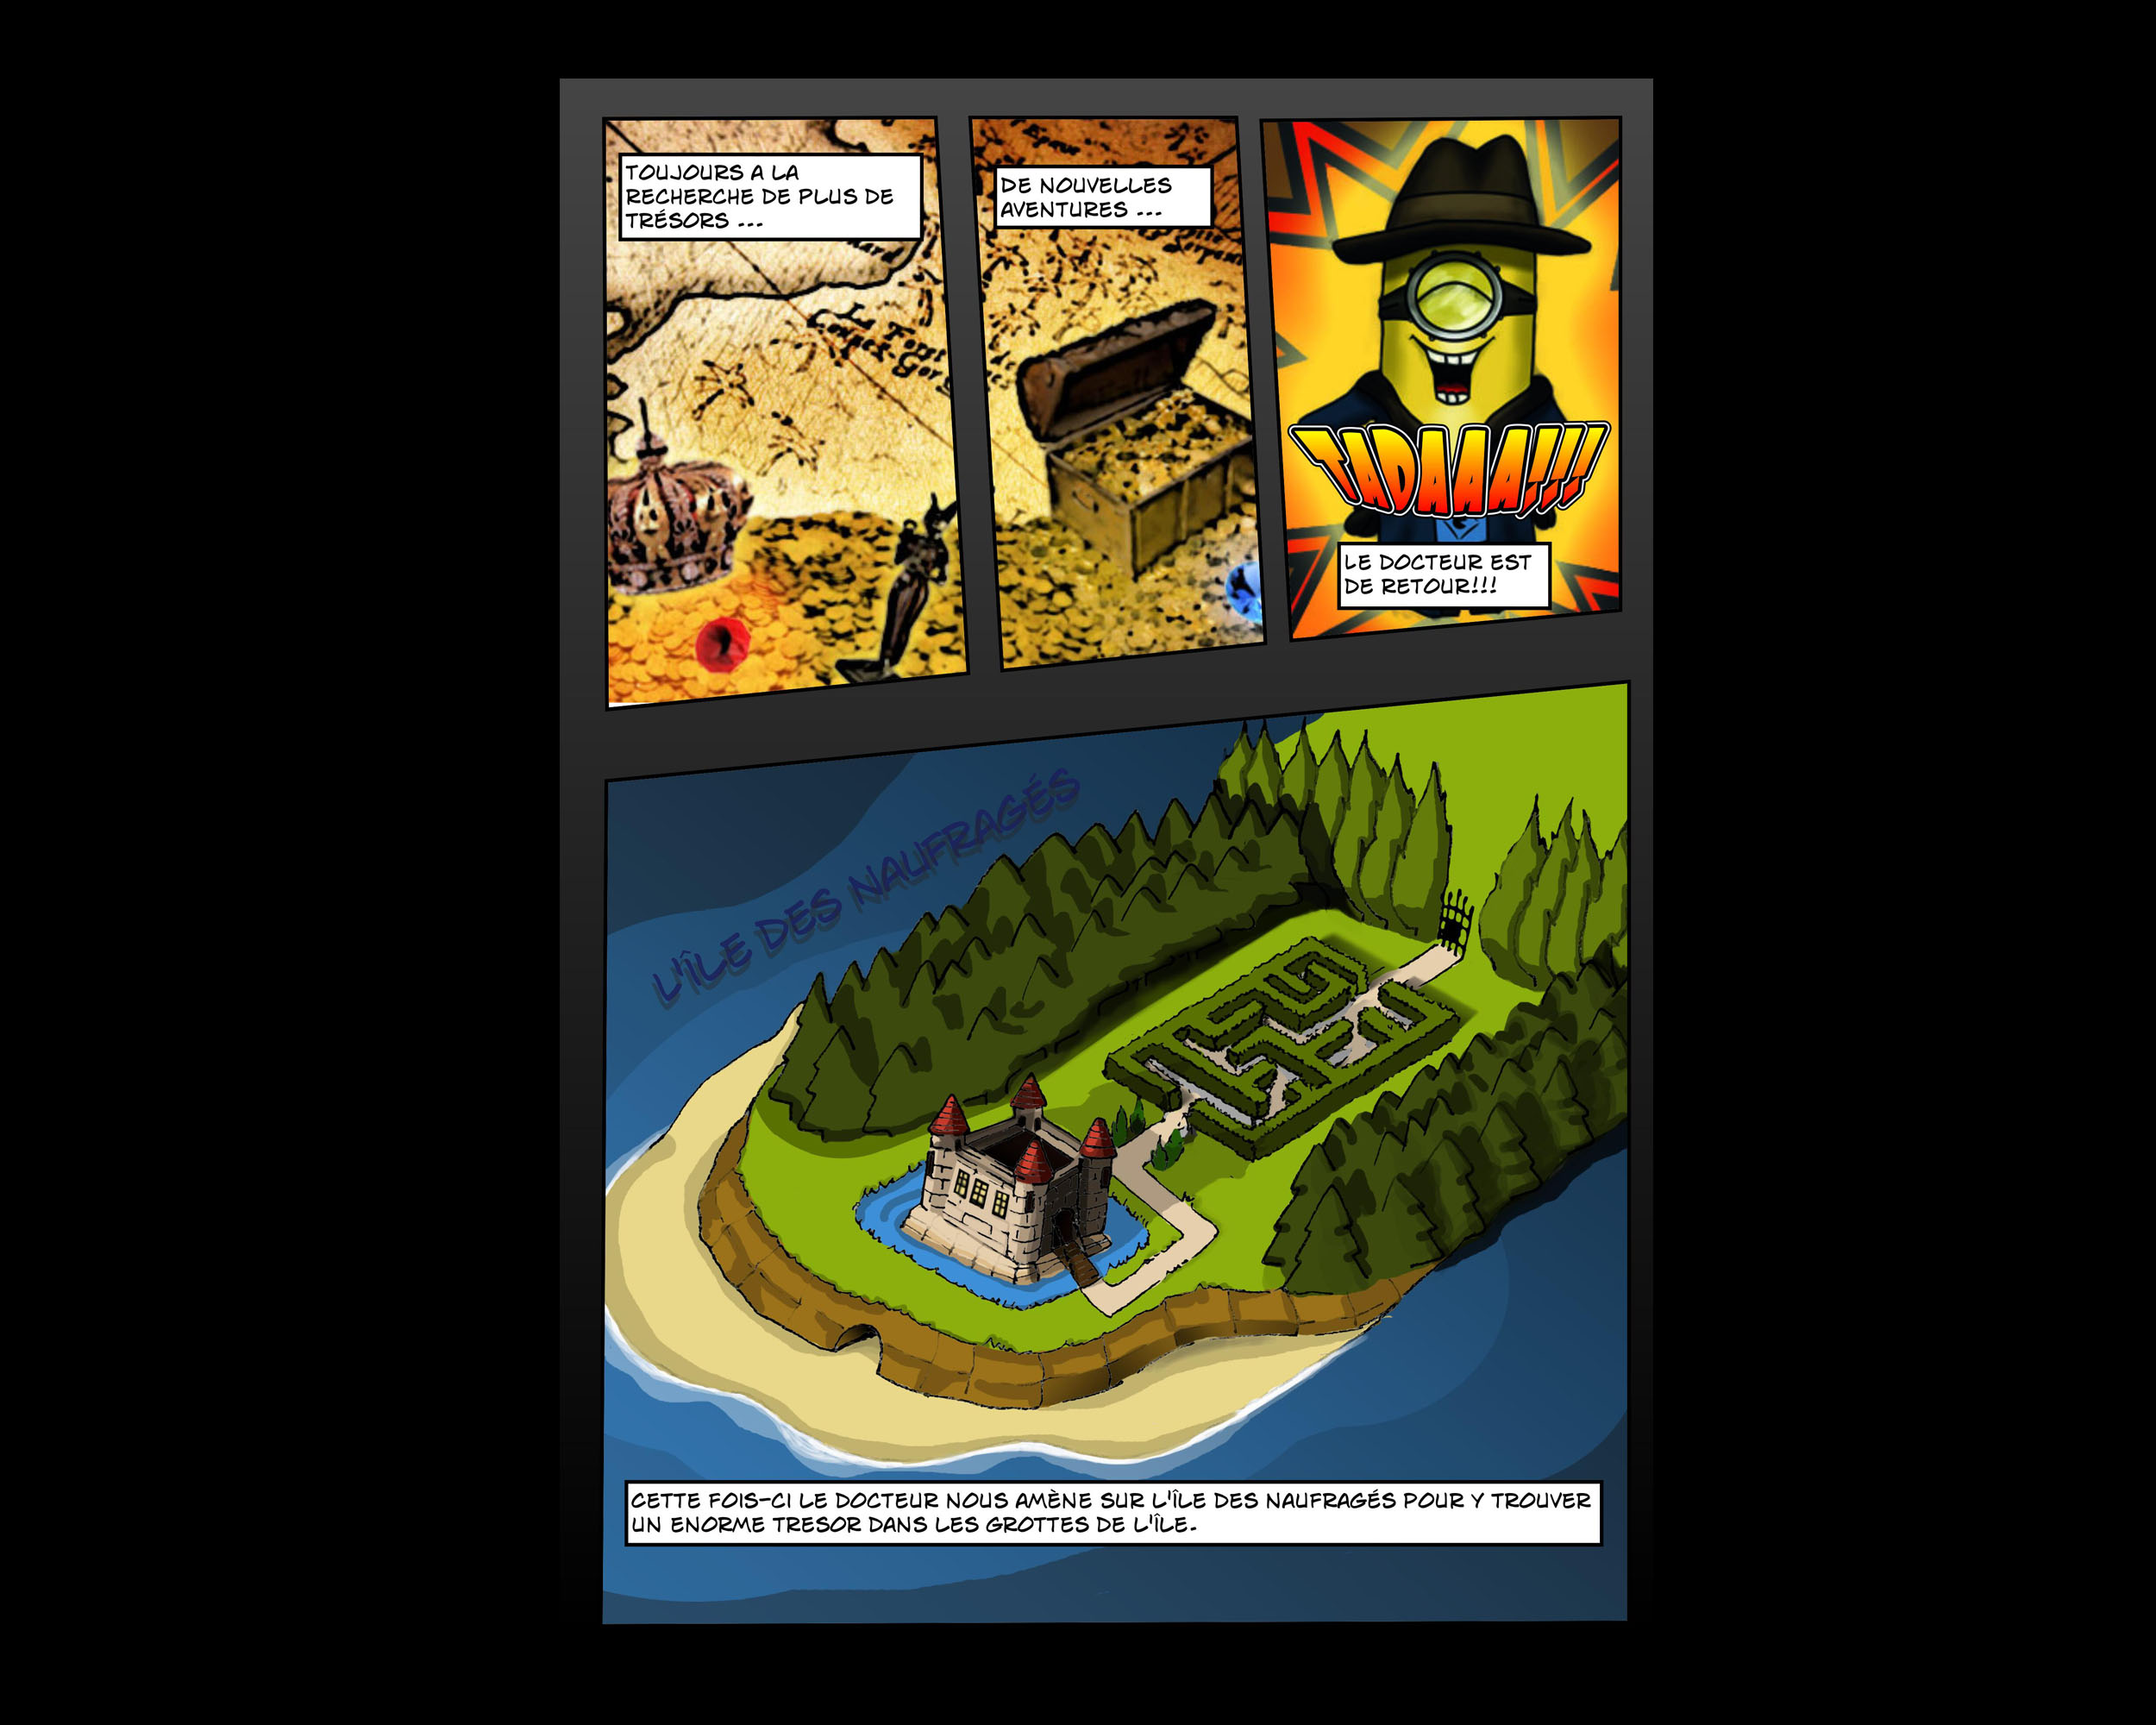 TOUJOURS A LA
RECHERCHE DE PLUS DE
TRÉSORS ...
DE NOUVELLES
AVENTURES ...
TADAAA!!!
LE DOCTEUR EST
DE RETOUR!!!
L'ÎLE DES NAUFRAGÉS
CETTE FOIS-CI LE DOCTEUR NOUS AMÈNE SUR L'ÎLE DES NAUFRAGÉS POUR Y TROUVER
UN ENORME TRESOR DANS LES GROTTES DE L'ÎLE.